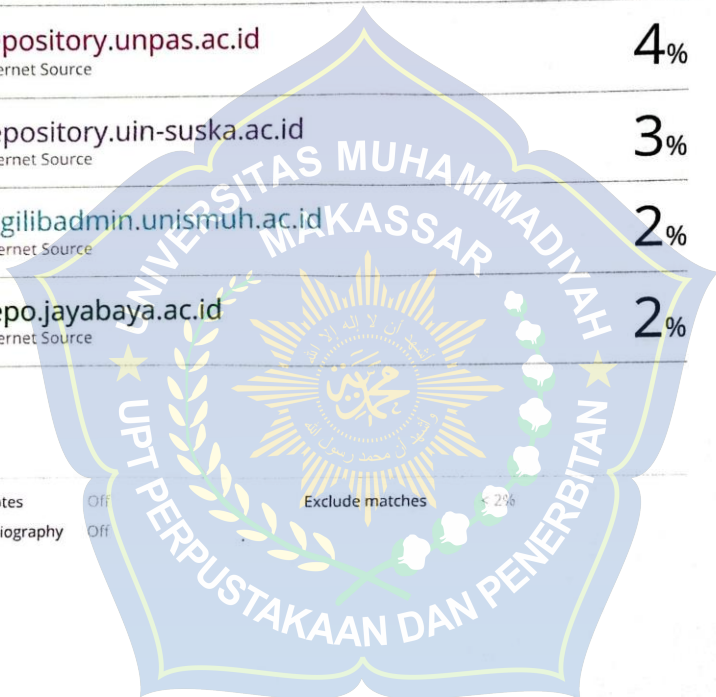 pository.unpas.ac.id
4%
ernet Source
epository.uin-suska.ac.id
3%
ernet Source
gilibadmin.unismuh.ac.id
2%
ernet Source
epo.jayabaya.ac.id
2%
ernet Source
tes Off Exclude matches < 2%
iography Off
UNIVERSITAS MUHAMMADIYAH
MAKASSAR
UPT PERPUSTAKAAN DAN PENERBITAN